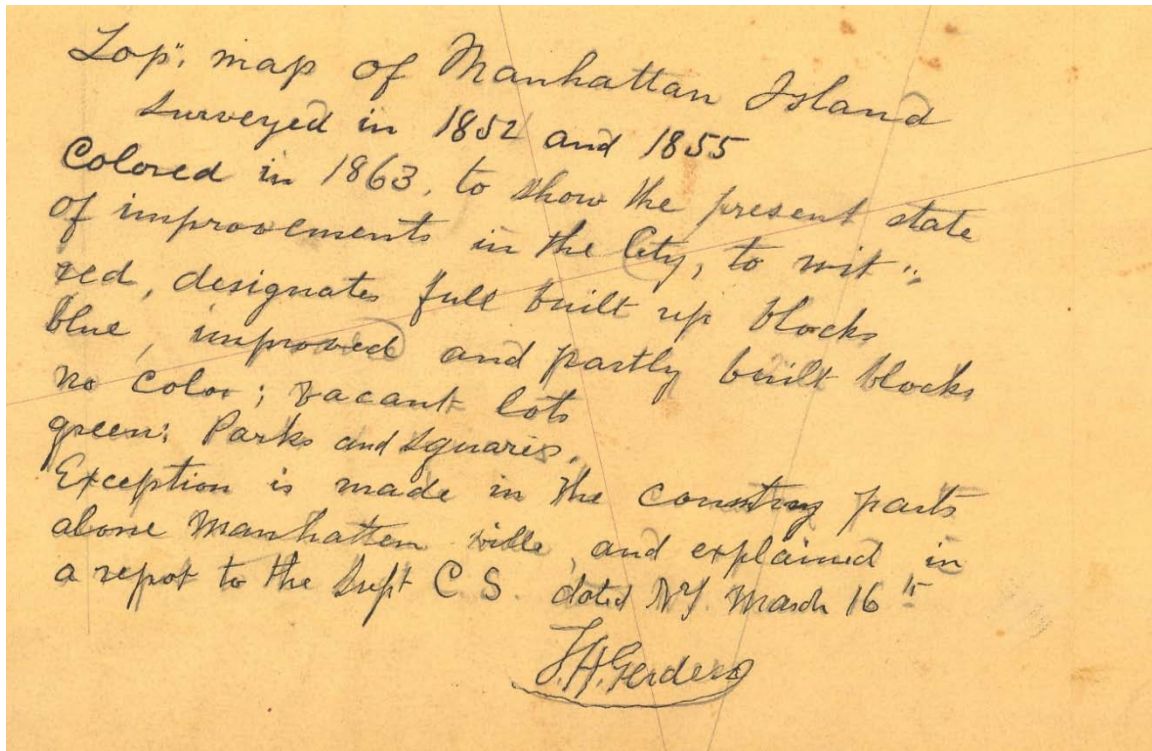 Top: map of Manhattan Island
surveyed in 1852 and 1855
Colored in 1863, to show the present state
of improvements in the City, to wit:
red, designates full built up blocks
blue, improved and partly built blocks
no color; vacant lots
green: Parks and Squares.
Exception is made in the country parts
above Manhatten ville, and explained in
a repot to the Supt C S. dated NY. March 16th
F.H. Gerdes